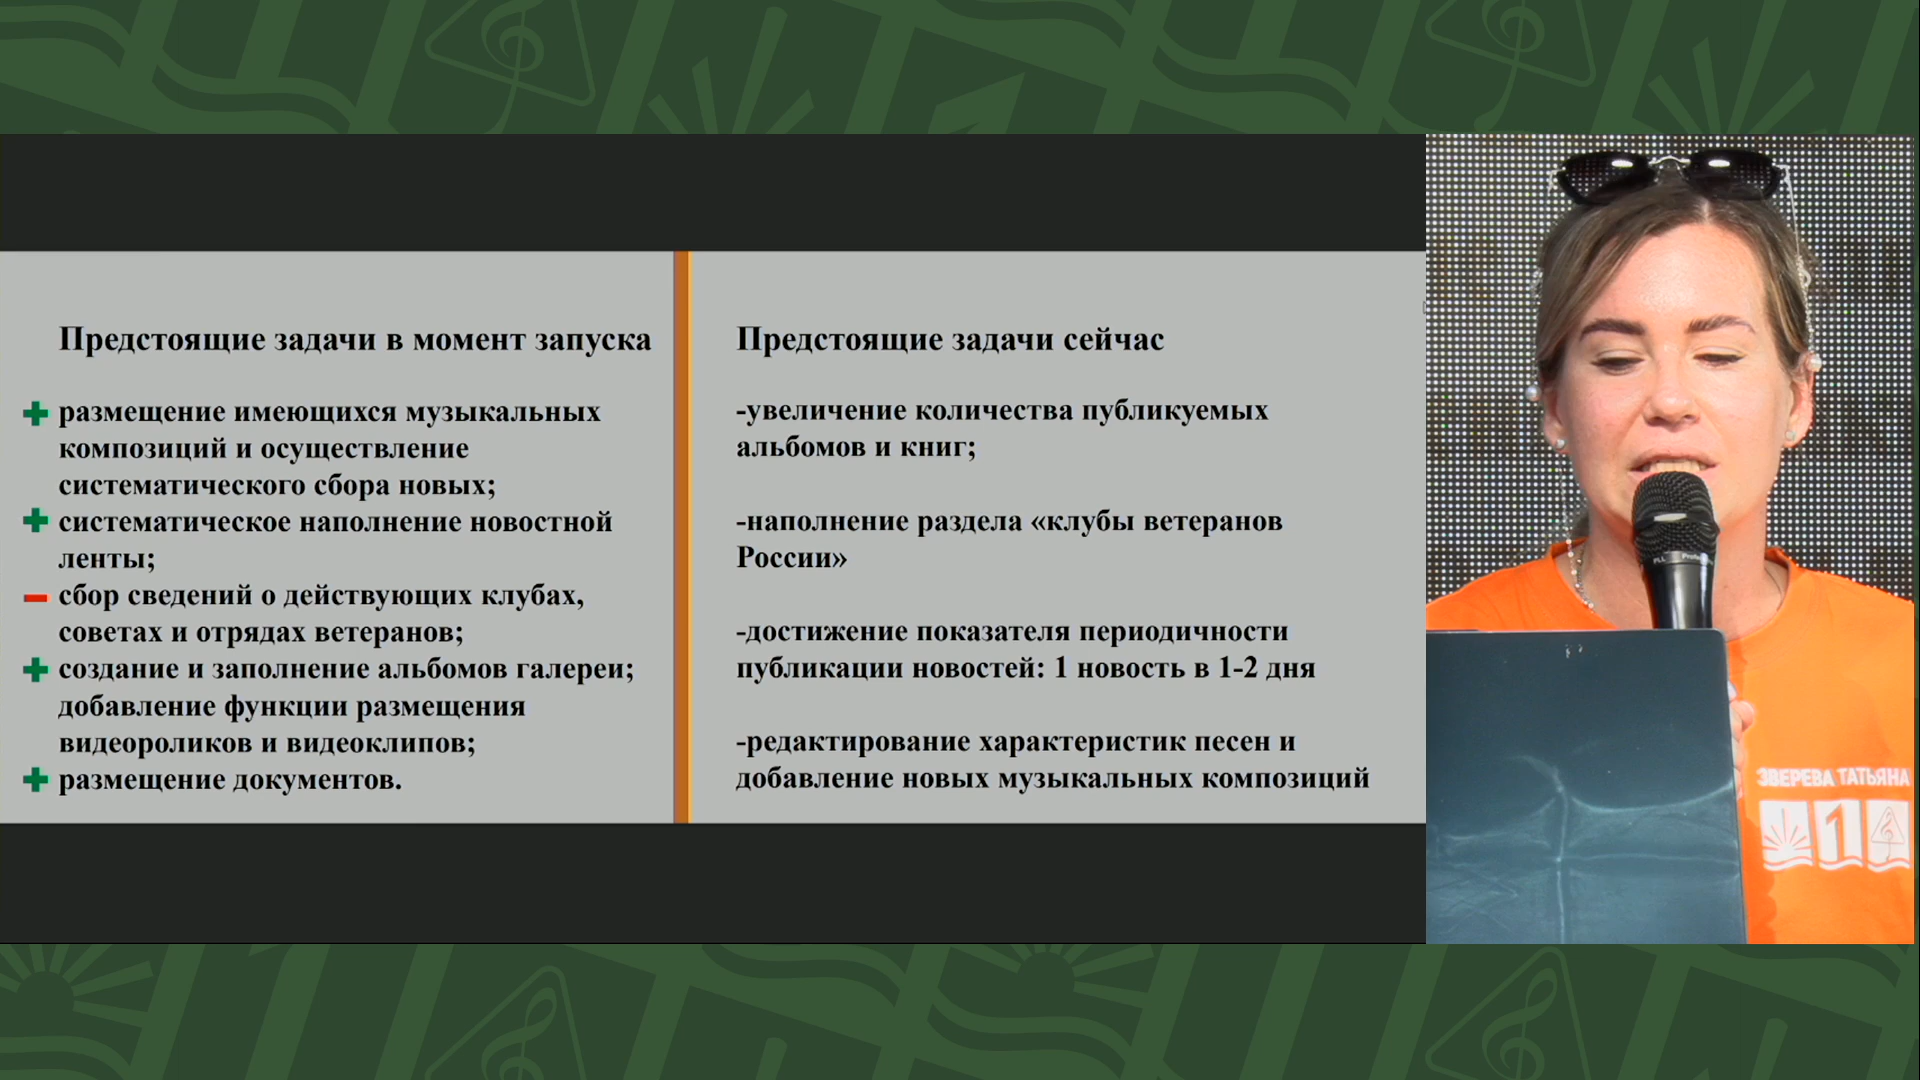 Предстоящие задачи в момент запуска
размещение имеющихся музыкальных
композиций и осуществление
систематического сбора новых;
систематическое наполнение новостной
ленты;
сбор сведений о действующих клубах,
советах и отрядах ветеранов;
создание и заполнение альбомов галереи;
добавление функции размещения
видеороликов и видеоклипов;
размещение документов.
Предстоящие задачи сейчас
-увеличение количества публикуемых
альбомов и книг;
-наполнение раздела «клубы ветеранов
России»
-достижение показателя периодичности
публикации новостей: 1 новость в 1-2 дня
-редактирование характеристик песен и
добавление новых музыкальных композиций
ЗВЕРЕВА ТАТЬЯНА
1